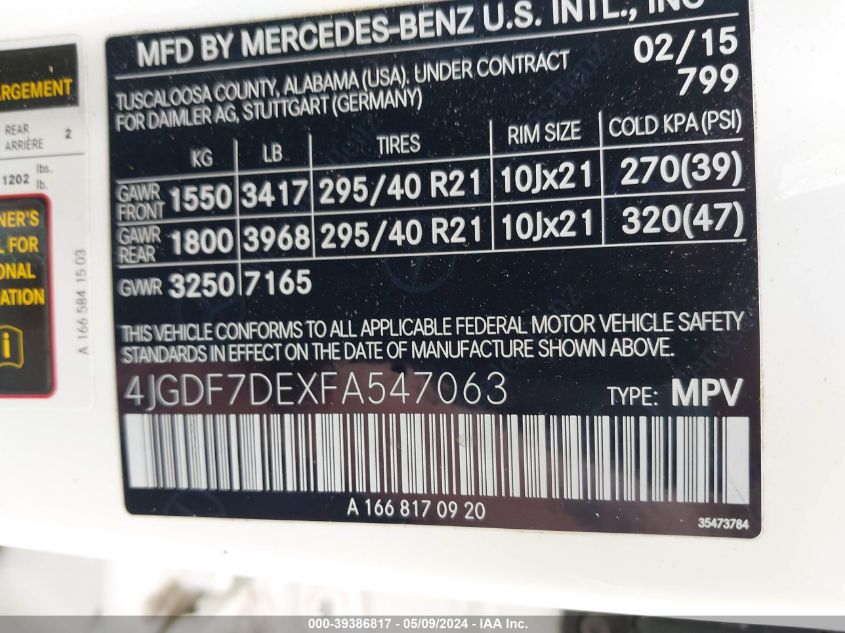 MFD BY MERCEDES-BENZ U.S. INTL., INC
TUSCALOOSA COUNTY, ALABAMA (USA). UNDER CONTRACT
FOR DAIMLER AG, STUTTGART (GERMANY)
02/15
799
KG LB TIRES RIM SIZE COLD KPA (PSI)
GAWR FRONT 1550 3417 295/40 R21 10Jx21 270(39)
GAWR REAR 1800 3968 295/40 R21 10Jx21 320(47)
GVWR 3250 7165
THIS VEHICLE CONFORMS TO ALL APPLICABLE FEDERAL MOTOR VEHICLE SAFETY
STANDARDS IN EFFECT ON THE DATE OF MANUFACTURE SHOWN ABOVE.
4JGDF7DEXFA547063 TYPE: MPV
A 166 817 09 20
35473784
ARGEMENT
REAR
ARRIÈRE 2
1202 lbs.
lb.
NER'S
L FOR
ONAL
ATION
i
A 166 584 15 03
000-39386817 - 05/09/2024 - IAA Inc.